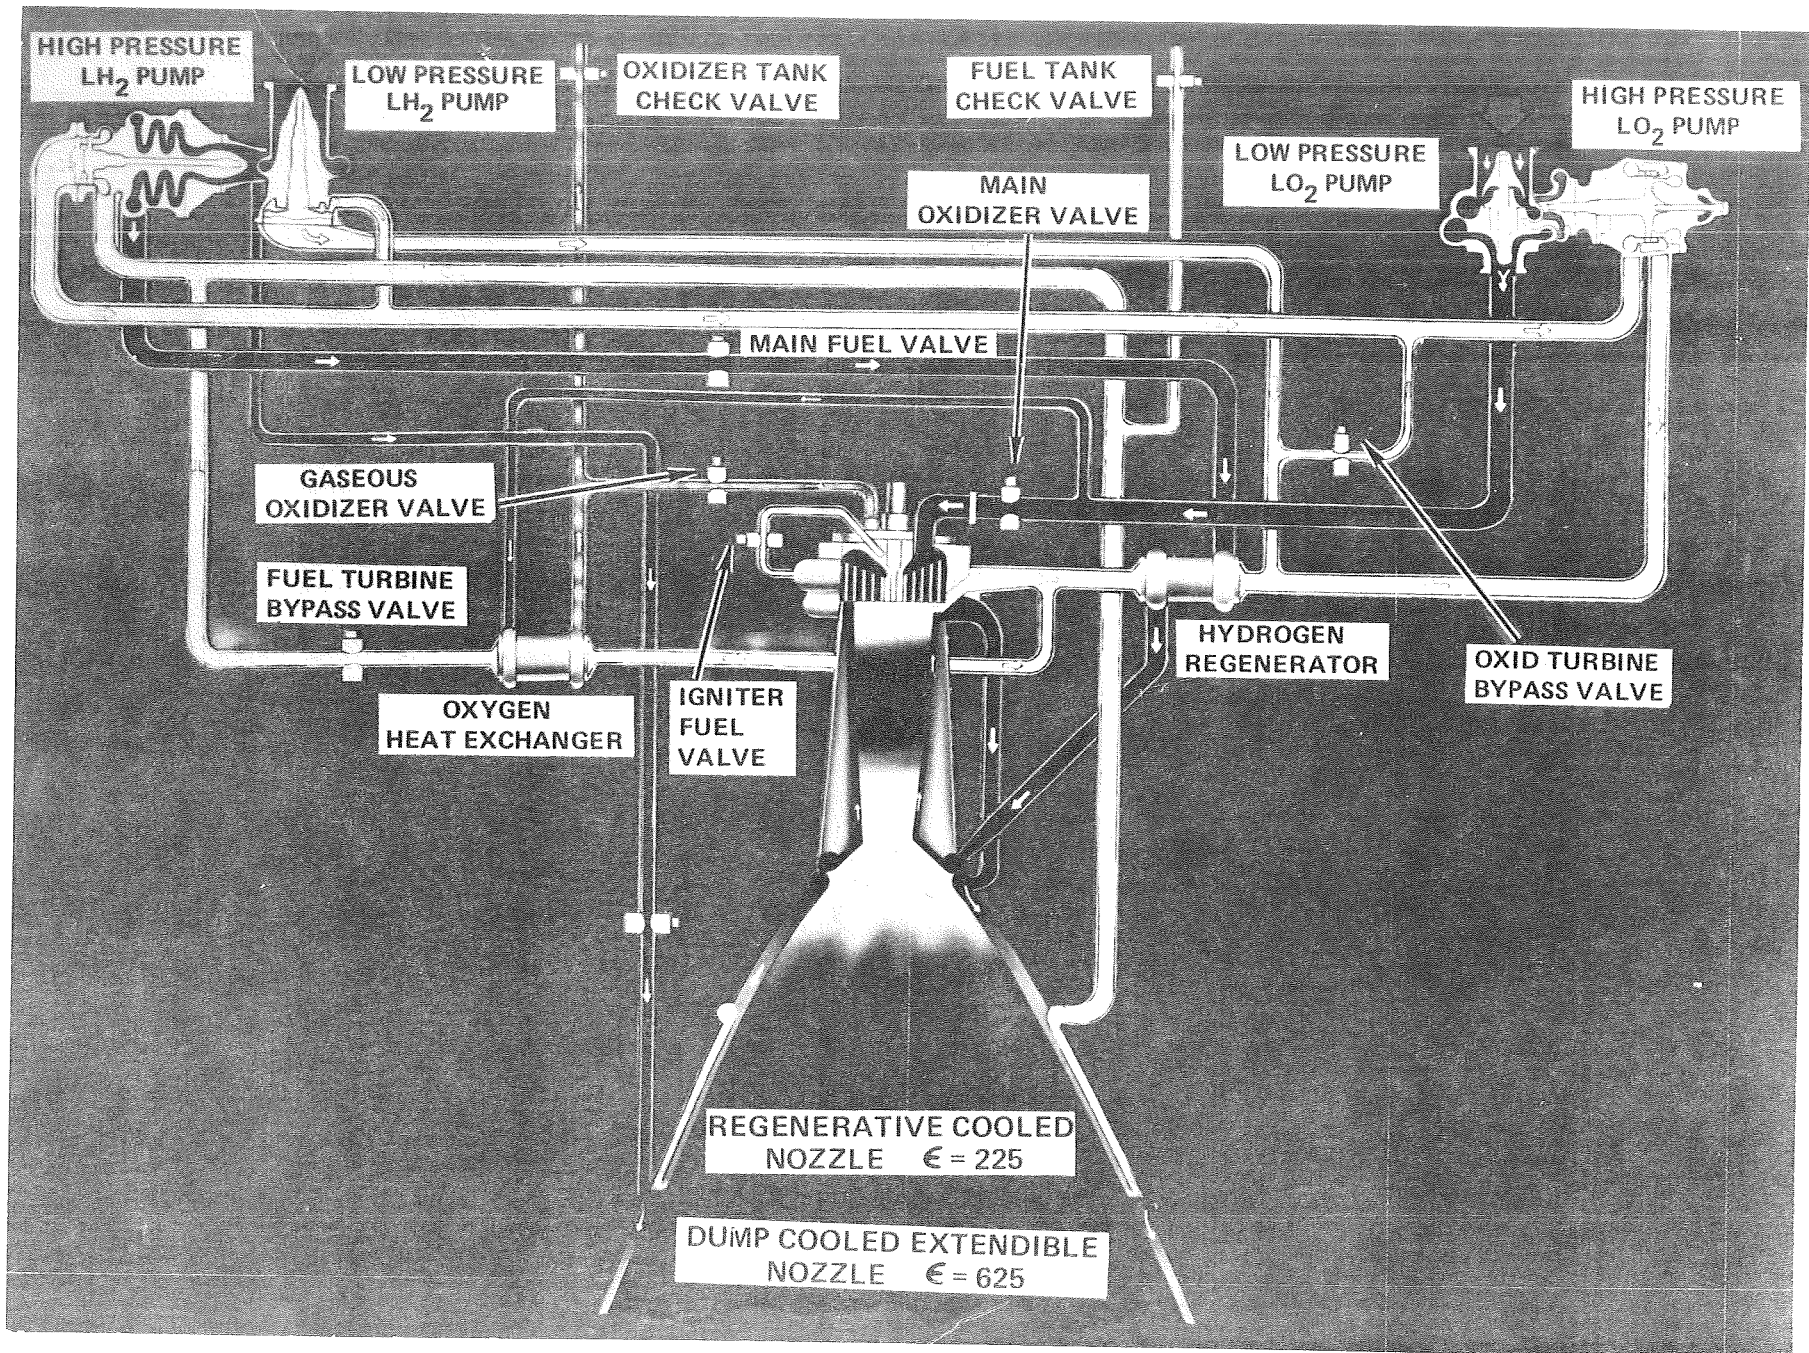 HIGH PRESSURE
LH2 PUMP
LOW PRESSURE
LH2 PUMP
OXIDIZER TANK
CHECK VALVE
FUEL TANK
CHECK VALVE
HIGH PRESSURE
LO2 PUMP
LOW PRESSURE
LO2 PUMP
MAIN
OXIDIZER VALVE
MAIN FUEL VALVE
GASEOUS
OXIDIZER VALVE
FUEL TURBINE
BYPASS VALVE
OXYGEN
HEAT EXCHANGER
IGNITER
FUEL
VALVE
HYDROGEN
REGENERATOR
OXID TURBINE
BYPASS VALVE
REGENERATIVE COOLED
NOZZLE ϵ = 225
DUMP COOLED EXTENDIBLE
NOZZLE ϵ = 625